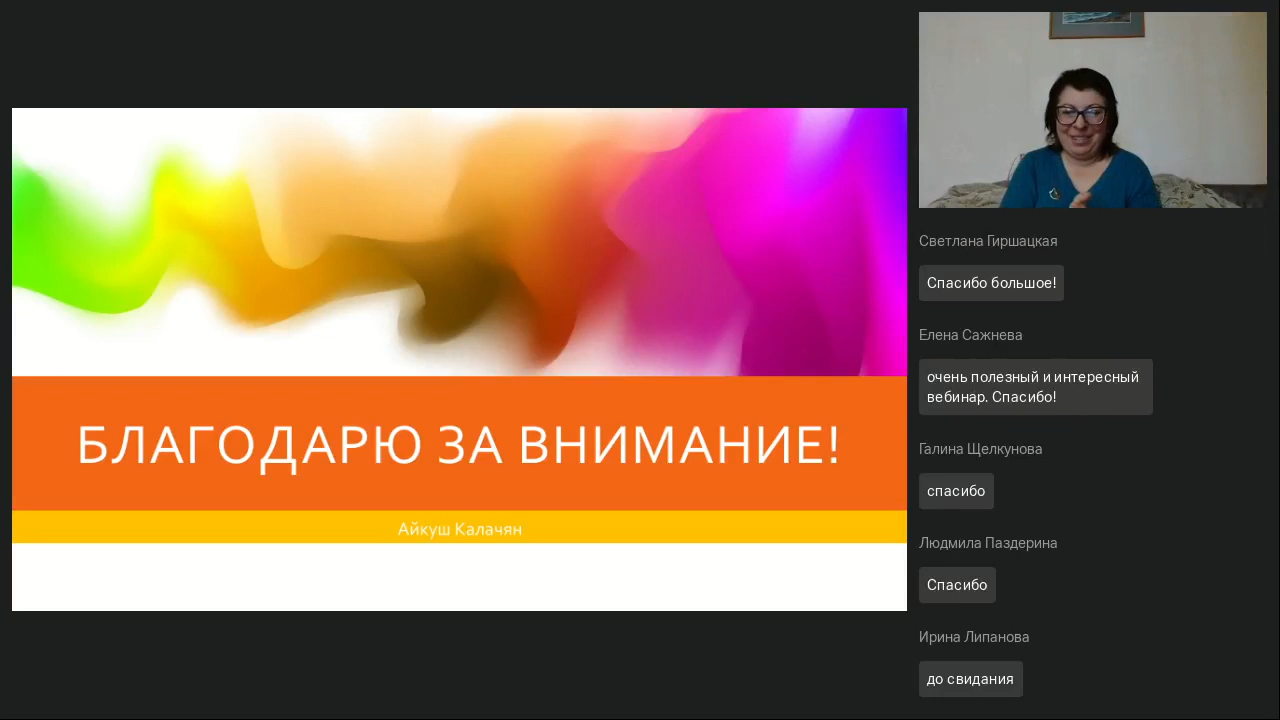 БЛАГОДАРЮ ЗА ВНИМАНИЕ!
Айкуш Калачян
Светлана Гиршацкая
Спасибо большое!
Елена Сажнева
очень полезный и интересный
вебинар. Спасибо!
Галина Щелкунова
спасибо
Людмила Паздерина
Спасибо
Ирина Липанова
до свидания